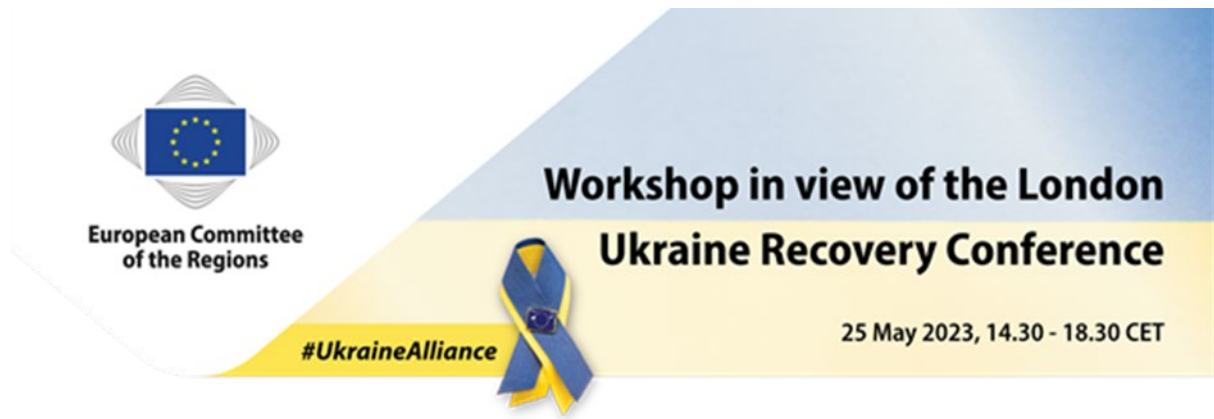 European Committee
of the Regions
Workshop in view of the London
Ukraine Recovery Conference
25 May 2023, 14.30 - 18.30 CET
#UkraineAlliance